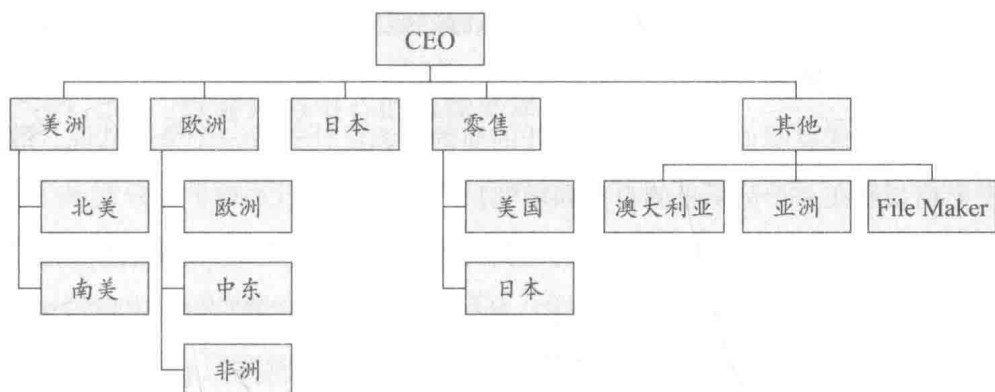 CEO
美洲
欧洲
日本
零售
其他
北美
欧洲
美国
澳大利亚
亚洲
File Maker
南美
中东
日本
非洲